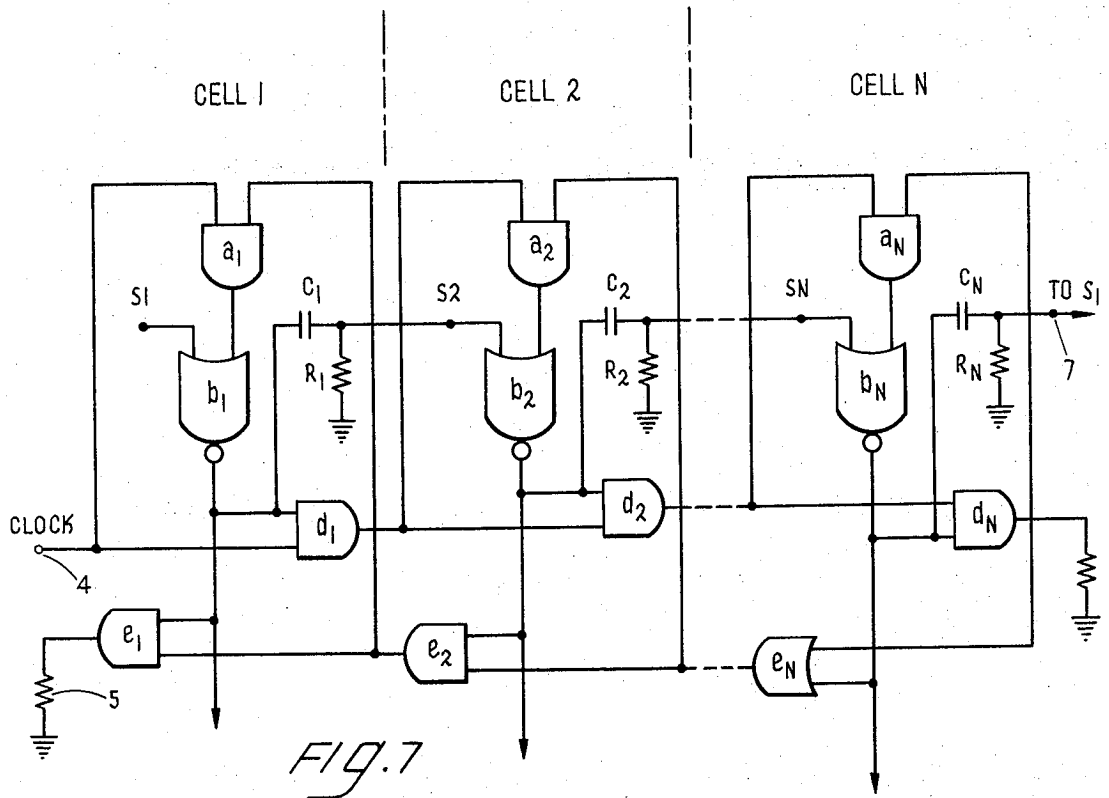 CELL 1
CELL 2
CELL N
a1
a2
aN
S1
C1
S2
C2
SN
CN
TO S1
R1
R2
RN
7
b1
b2
bN
CLOCK
d1
d2
dN
4
e1
e2
eN
5
FIG. 7